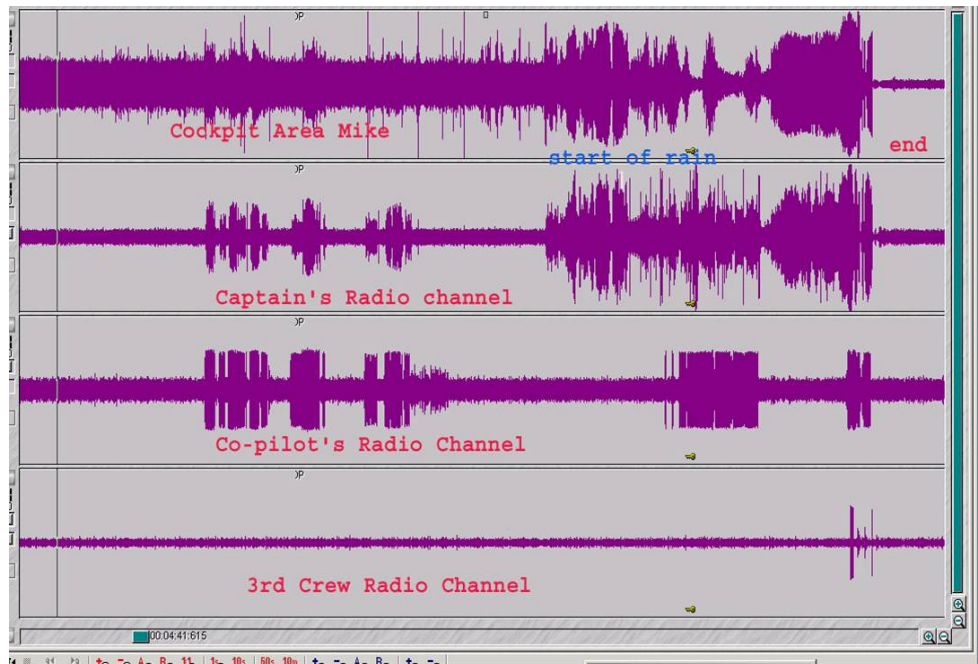 Cockpit Area Mike
start of rain
end
Captain's Radio channel
Co-pilot's Radio Channel
3rd Crew Radio Channel
00:04:41:615